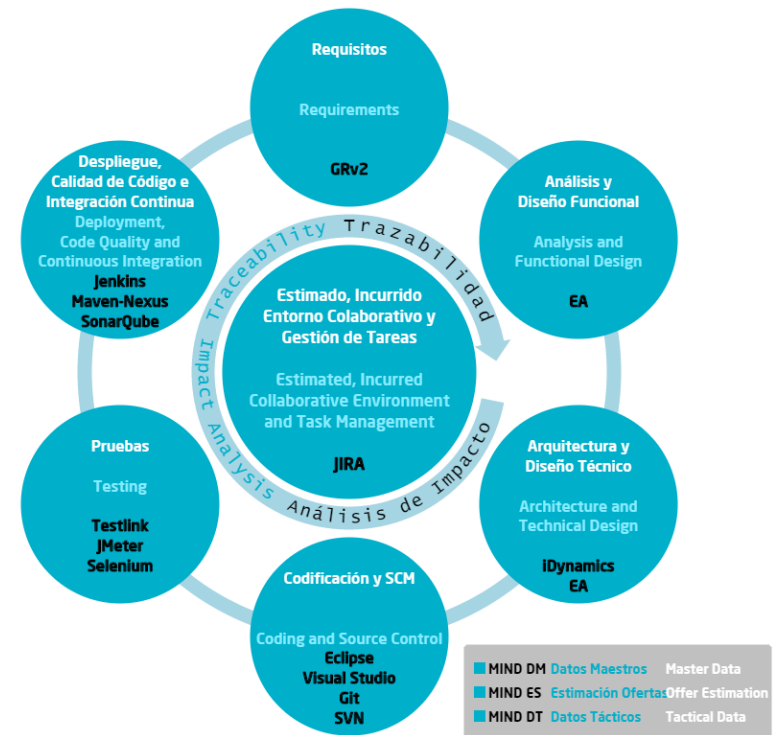 Requisitos
Requirements
GRv2
Análisis y
Diseño Funcional
Analysis and
Functional Design
EA
Arquitectura y
Diseño Técnico
Architecture and
Technical Design
iDynamics
EA
Codificación y SCM
Coding and Source Control
Eclipse
Visual Studio
Git
SVN
Pruebas
Testing
Testlink
JMeter
Selenium
Despliegue,
Calidad de Código e
Integración Continua
Deployment,
Code Quality and
Continuous Integration
Jenkins
Maven-Nexus
SonarQube
Impact Analysis Traceability Trazabilidad
Análisis de Impacto
Estimado, Incurrido
Entorno Colaborativo y
Gestión de Tareas
Estimated, Incurred
Collaborative Environment
and Task Management
JIRA
MIND DM Datos Maestros Master Data
MIND ES Estimación Ofertas Offer Estimation
MIND DT Datos Tácticos Tactical Data